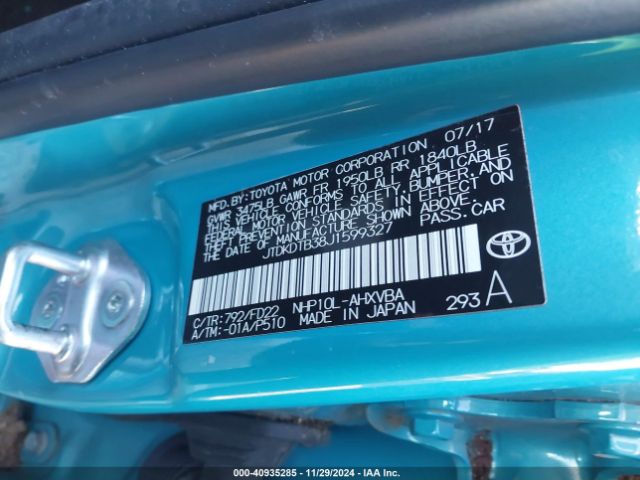 MFD. BY: TOYOTA MOTOR CORPORATION 07/17
GVWR 3475LB GAWR FR 1950LB RR 1840LB
THIS VEHICLE CONFORMS TO ALL APPLICABLE
FEDERAL MOTOR VEHICLE SAFETY, BUMPER, AND
THEFT PREVENTION STANDARDS IN EFFECT ON
THE DATE OF MANUFACTURE SHOWN ABOVE.
JTDKDTB38J1599327 PASS. CAR
C/TR: 792/FD22 NHP10L-AHXVBA
A/TM: -01A/P510 MADE IN JAPAN 293 A
000-40935285 - 11/29/2024 - IAA Inc.